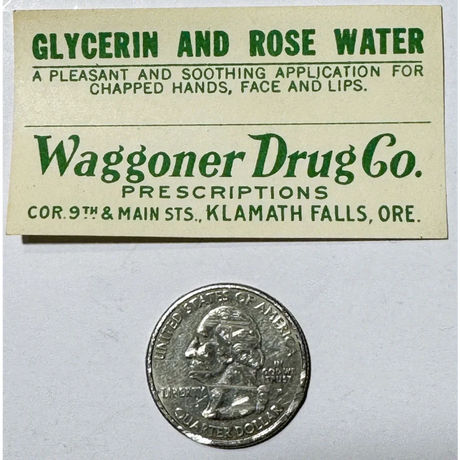 GLYCERIN AND ROSE WATER
A PLEASANT AND SOOTHING APPLICATION FOR
CHAPPED HANDS, FACE AND LIPS.
Waggoner Drug Co.
PRESCRIPTIONS
COR. 9TH & MAIN STS., KLAMATH FALLS, ORE.
UNITED STATES OF AMERICA
LIBERTY
IN
GOD WE
TRUST
QUARTER DOLLAR